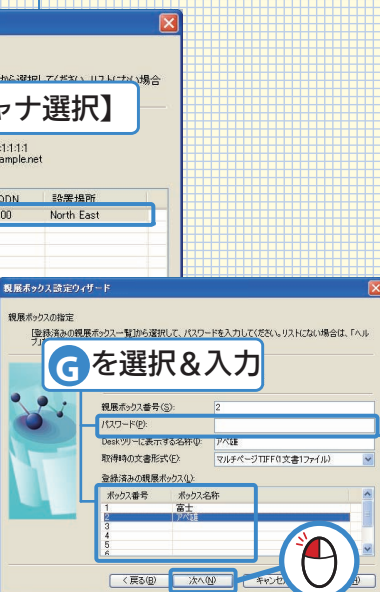 から選択してください。リストにない場合
ャナ選択】
:1:1:1:1
ample.net
ODN 設置場所
00 North East
親展ボックス設定ウィザード
親展ボックスの指定
[登録済みの親展ボックス一覧]から選択して、パスワードを入力してください。リストにない場合は、「ヘル
プ」
Gを選択&入力
親展ボックス番号(S): 2
パスワード(P):
Deskツリーに表示する名称(I): アベ雄
取得時の文書形式(E): マルチページTIFF(1文書1ファイル)
登録済みの親展ボックス(L):
ボックス番号 ボックス名称
1 富士
2 アベ雄
3
4
5
6
< 戻る(B) 次へ(N) > キャンセ